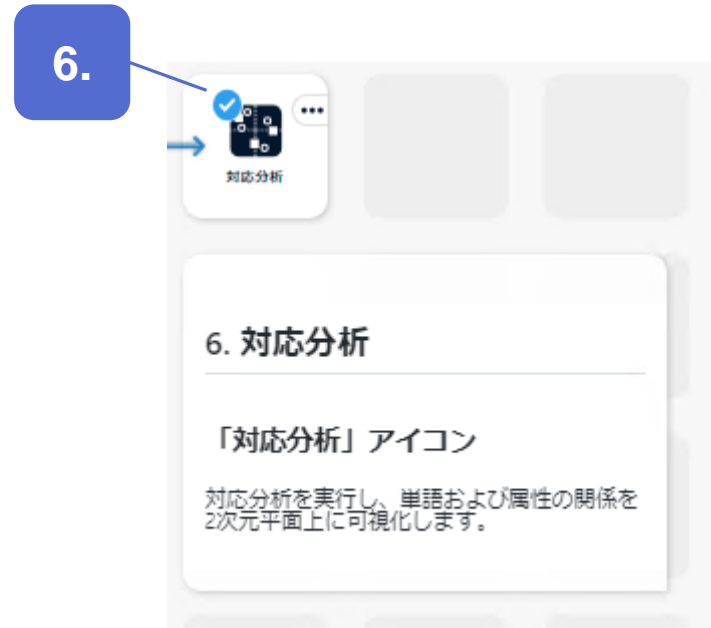 6.
対応分析
6. 対応分析
「対応分析」アイコン
対応分析を実行し、単語および属性の関係を
2次元平面上に可視化します。